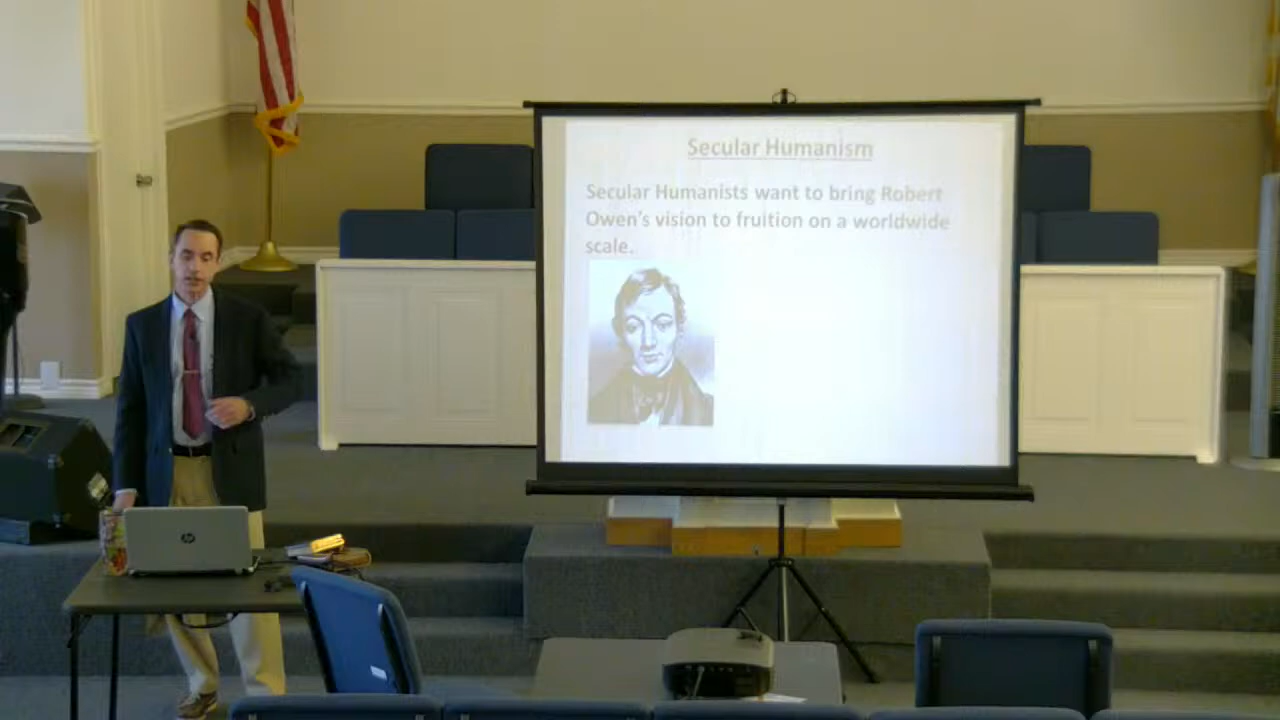 Secular Humanism
Secular Humanists want to bring Robert
Owen's vision to fruition on a worldwide
scale.
hp